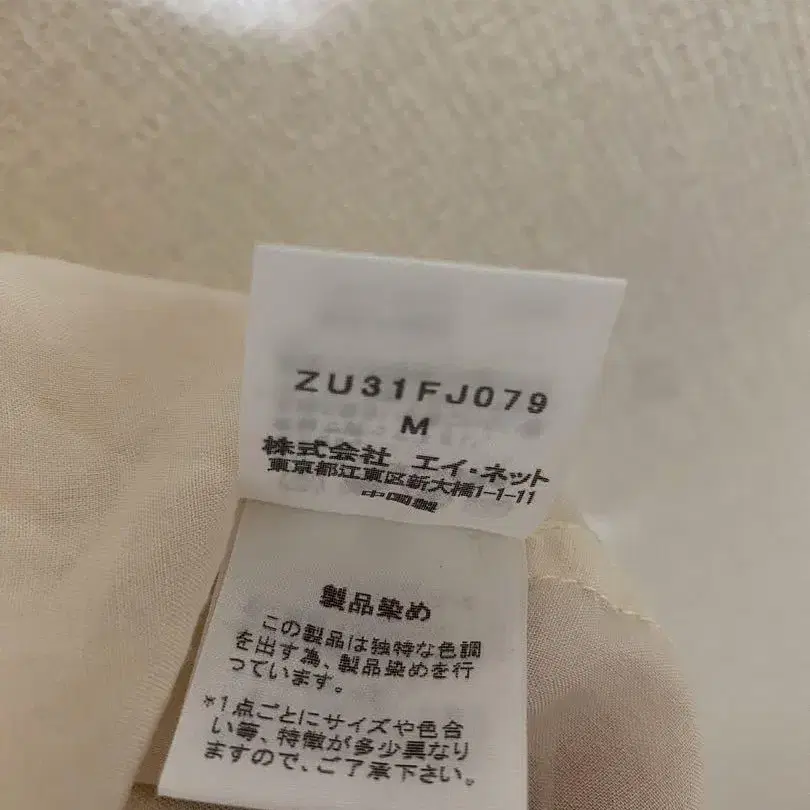 ZU31FJ079
M
株式会社 エイ・ネット
東京都江東区新大橋1-1-11
中国製
製品染め
この製品は独特な色調
を出す為、製品染めを行
っています。
*1点ごとにサイズや色合
い等、特徴が多少異なり
ますので、ご了承下さい。